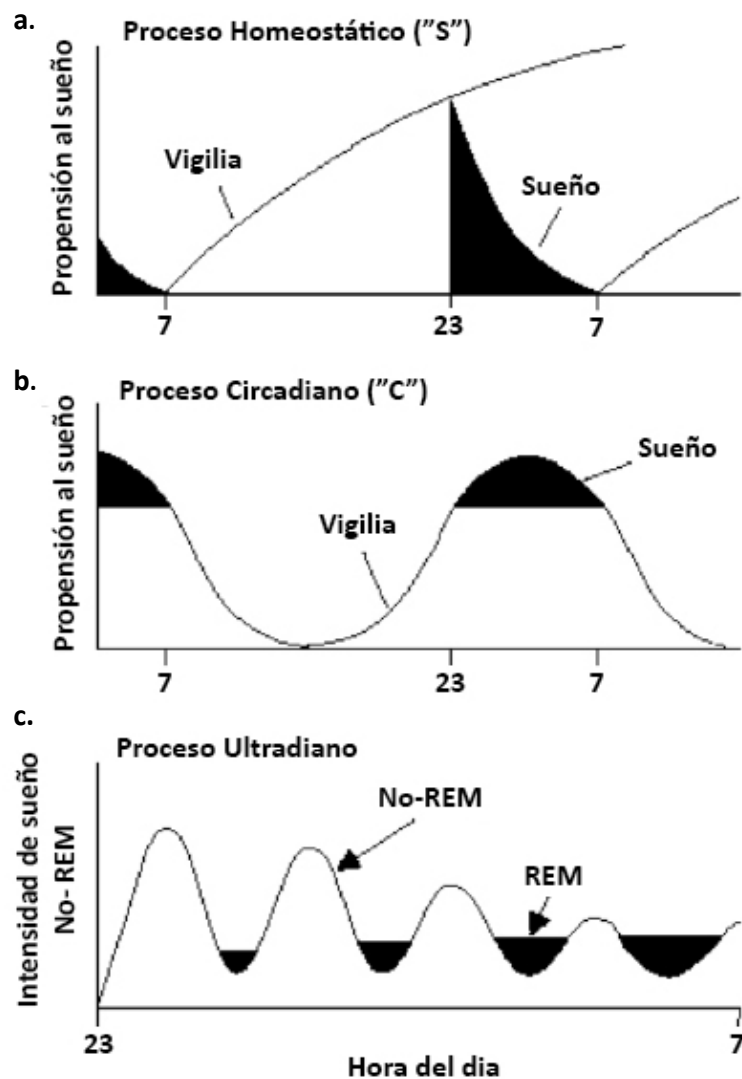 a.
Proceso Homeostático (”S”)
Propensión al sueño
Vigilia
Sueño
7
23
7
b.
Proceso Circadiano (”C”)
Propensión al sueño
Sueño
Vigilia
7
23
7
c.
Proceso Ultradiano
Intensidad de sueño
No- REM
No-REM
REM
23
7
Hora del dia